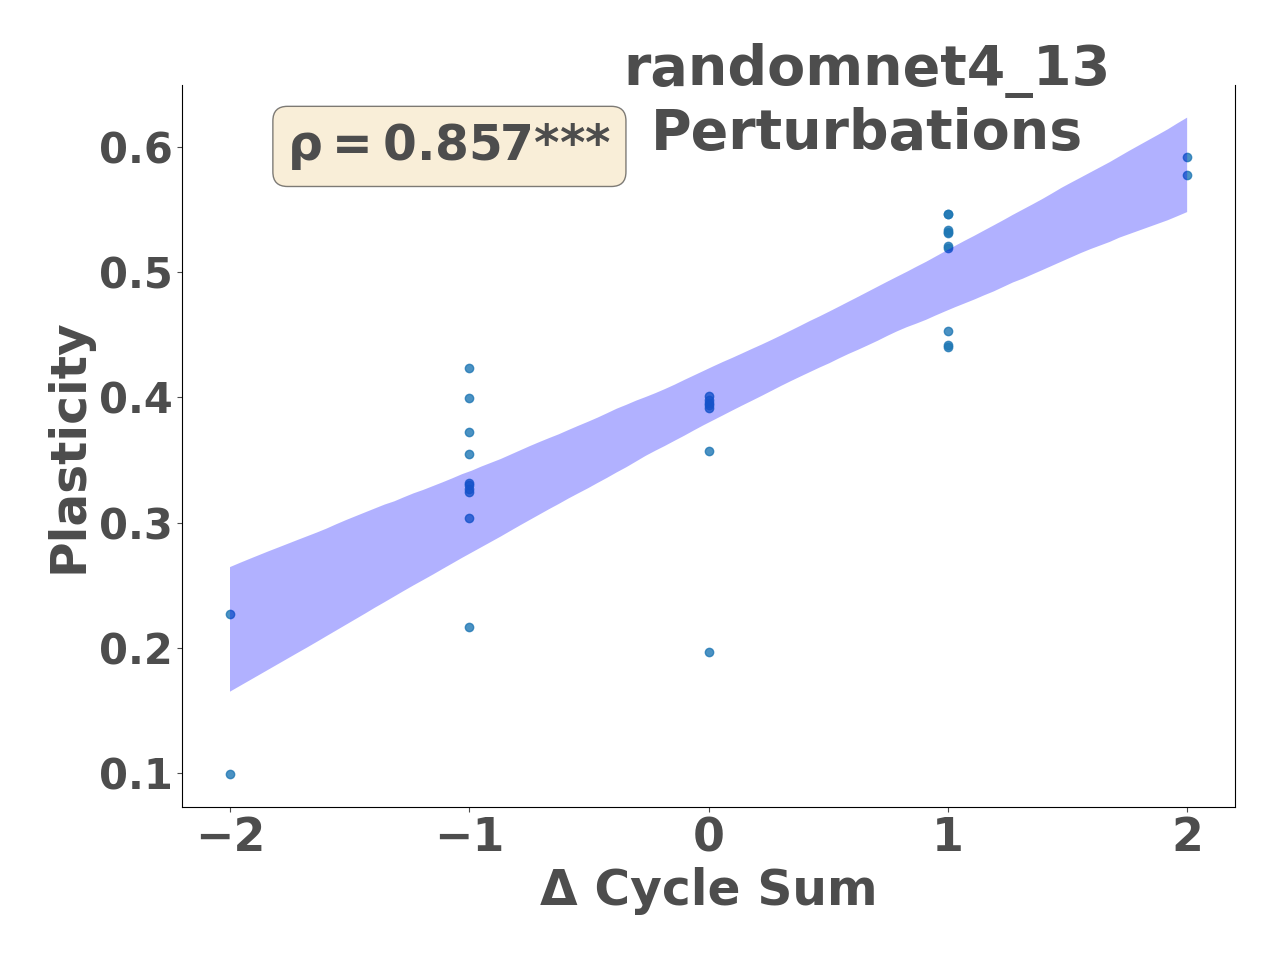 randomnet4_13
Perturbations
ρ = 0.857***
0.6
0.5
0.4
0.3
0.2
0.1
Plasticity
−2 −1 0 1 2
Δ Cycle Sum